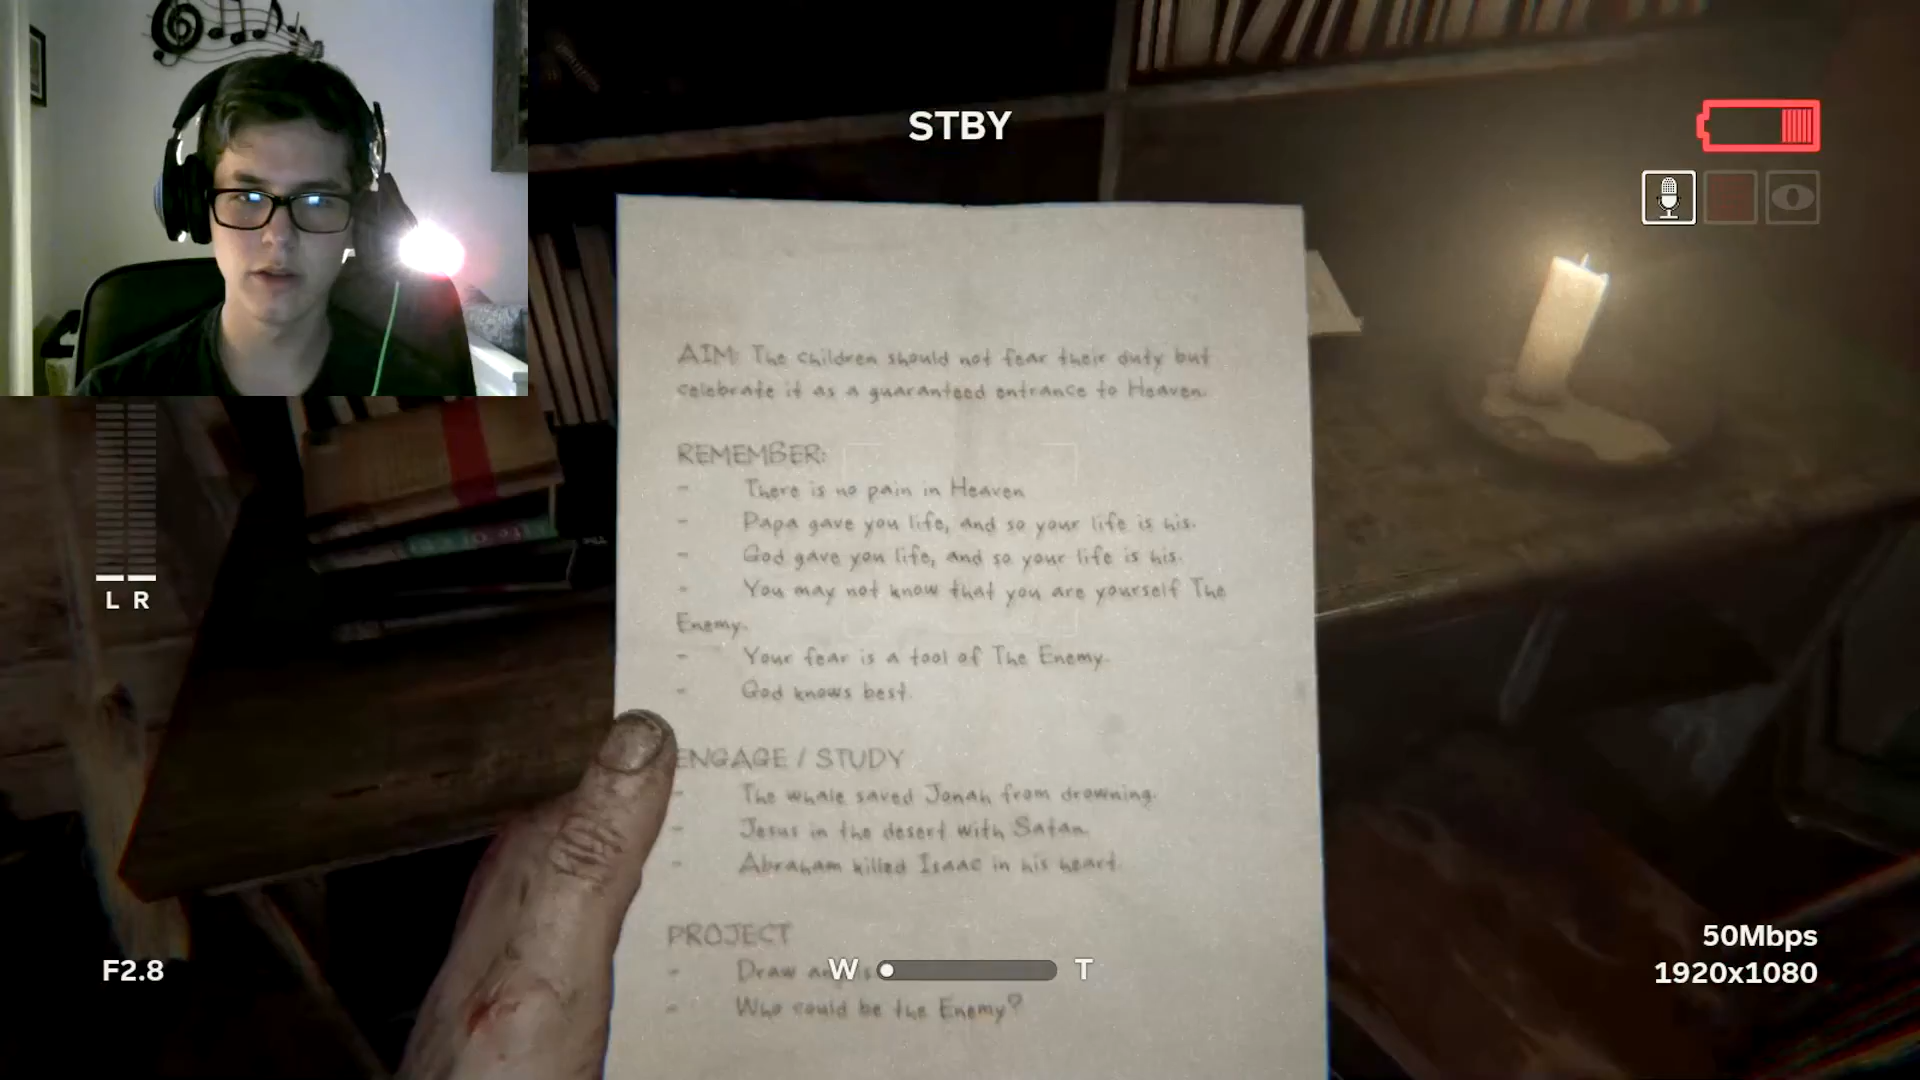 STBY
AIM: The children should not fear their duty but
celebrate it as a guaranteed entrance to Heaven.
REMEMBER:
- There is no pain in Heaven
- Papa gave you life, and so your life is his.
- God gave you life, and so your life is his.
- You may not know that you are yourself The
Enemy.
- Your fear is a tool of The Enemy.
- God knows best.
ENGAGE / STUDY
- The whale saved Jonah from drowning.
- Jesus in the desert with Satan.
- Abraham killed Isaac in his heart.
PROJECT
- Draw
- Who could be the Enemy?
L R
F2.8
W T
50Mbps
1920x1080